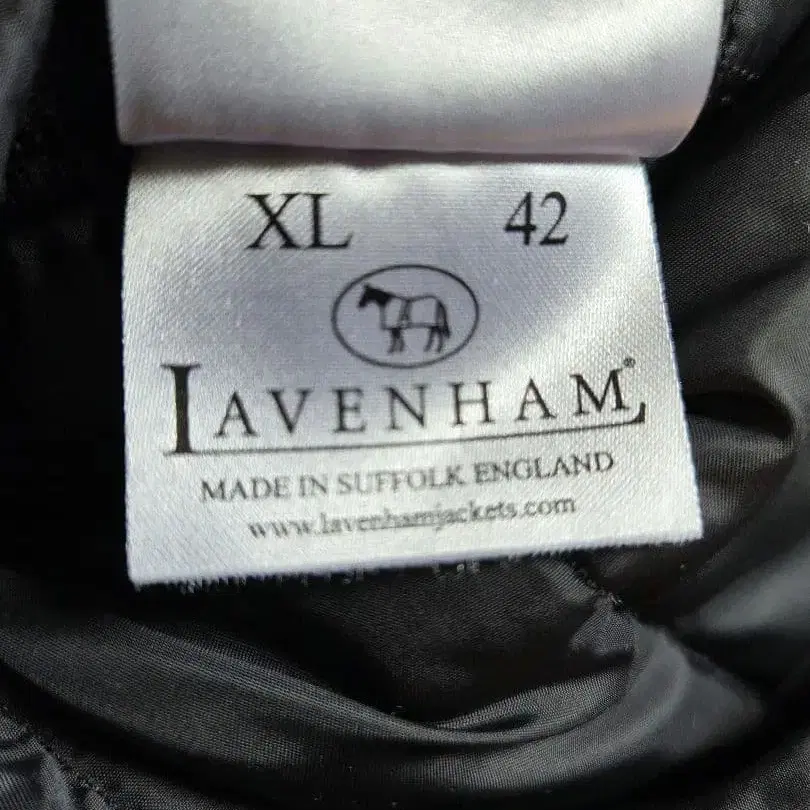 XL 42
LAVENHAM®
MADE IN SUFFOLK ENGLAND
www.lavenhamjackets.com